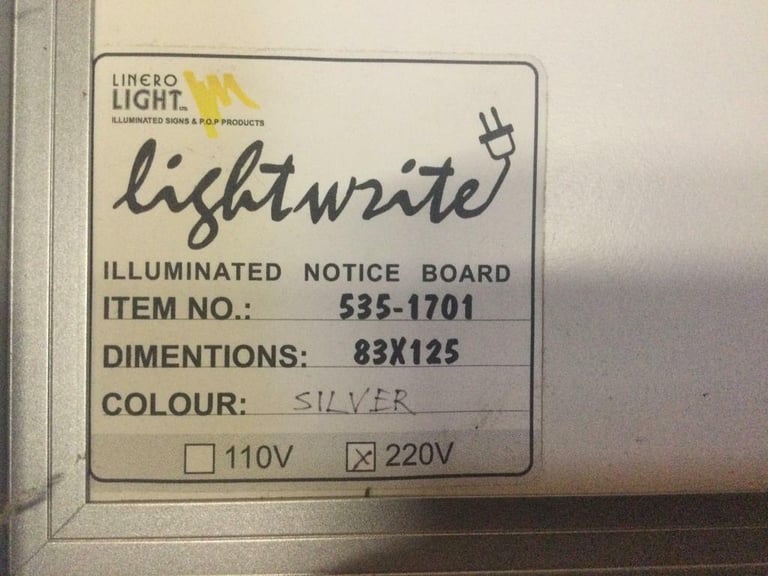 LINERO
LIGHT LTD.
ILLUMINATED SIGNS & P.O.P PRODUCTS
lightwrite
ILLUMINATED NOTICE BOARD
ITEM NO.: 535-1701
DIMENTIONS: 83X125
COLOUR: SILVER
110V 220V